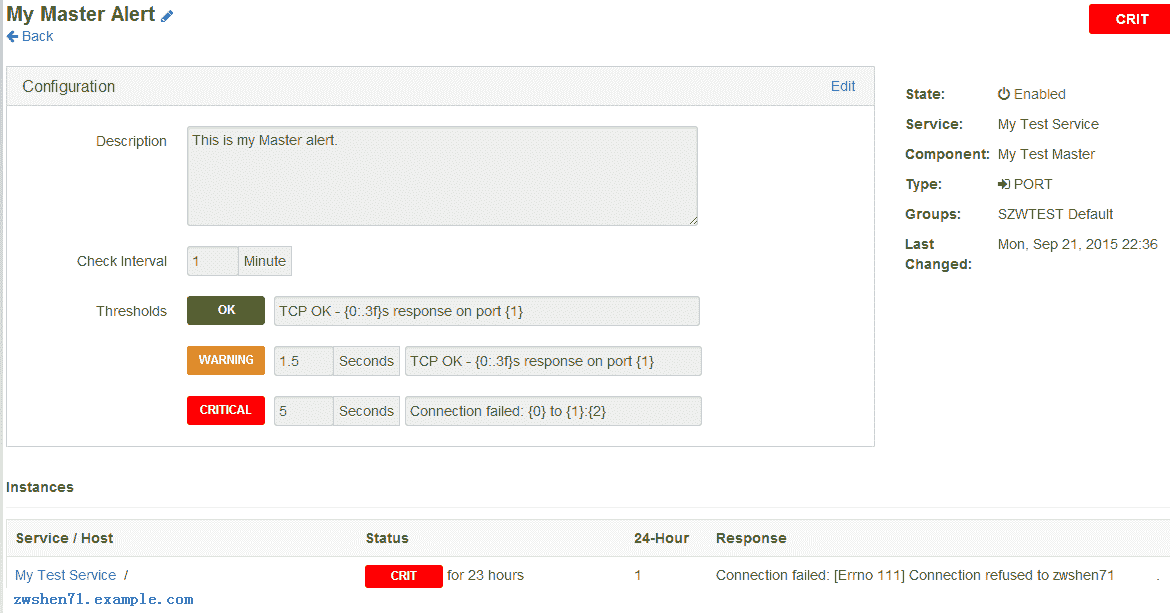 My Master Alert
CRIT
Back
Configuration
Edit
Description
This is my Master alert.
Check Interval
1
Minute
Thresholds
OK
TCP OK - {0:.3f}s response on port {1}
WARNING
1.5
Seconds
TCP OK - {0:.3f}s response on port {1}
CRITICAL
5
Seconds
Connection failed: {0} to {1}:{2}
State: Enabled
Service: My Test Service
Component: My Test Master
Type: PORT
Groups: SZWTEST Default
Last Mon, Sep 21, 2015 22:36
Changed:
Instances
Service / Host Status 24-Hour Response
My Test Service / CRIT for 23 hours 1 Connection failed: [Errno 111] Connection refused to zwshen71 .
zwshen71.example.com